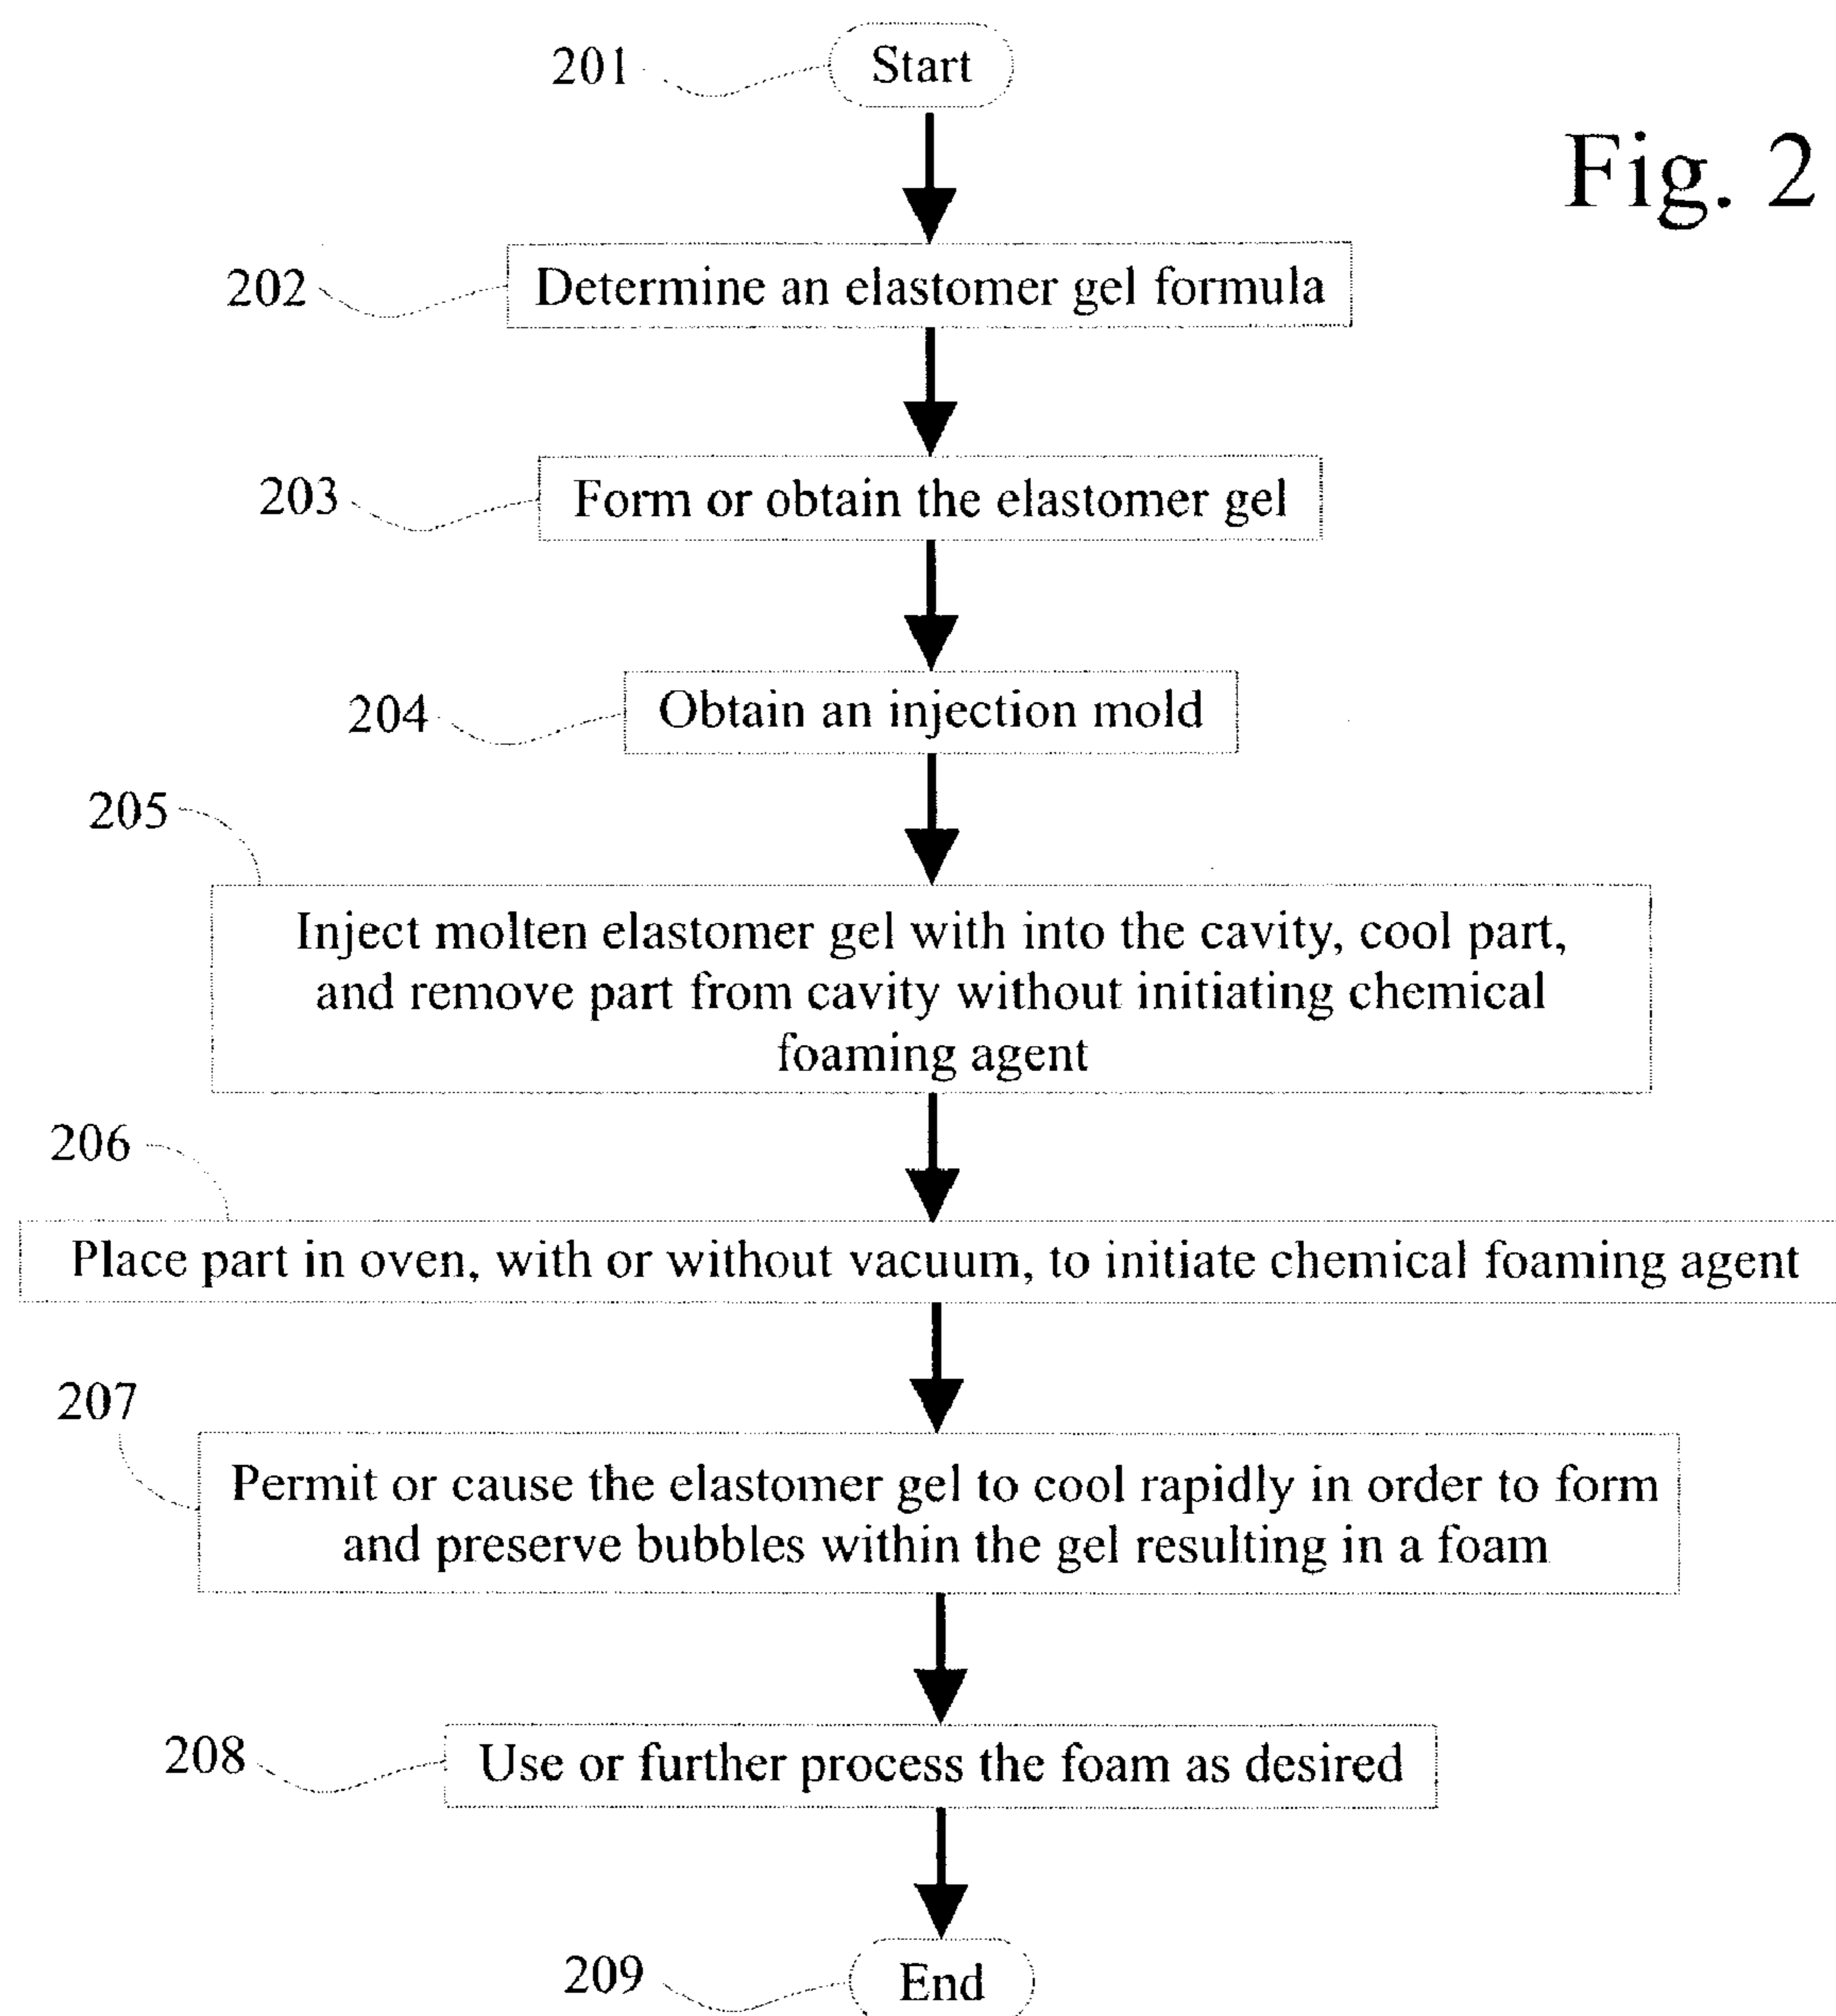 201
Start
Fig. 2
202
Determine an elastomer gel formula
203
Form or obtain the elastomer gel
204
Obtain an injection mold
205
Inject molten elastomer gel with into the cavity, cool part,
and remove part from cavity without initiating chemical
foaming agent
206
Place part in oven, with or without vacuum, to initiate chemical foaming agent
207
Permit or cause the elastomer gel to cool rapidly in order to form
and preserve bubbles within the gel resulting in a foam
208
Use or further process the foam as desired
209
End